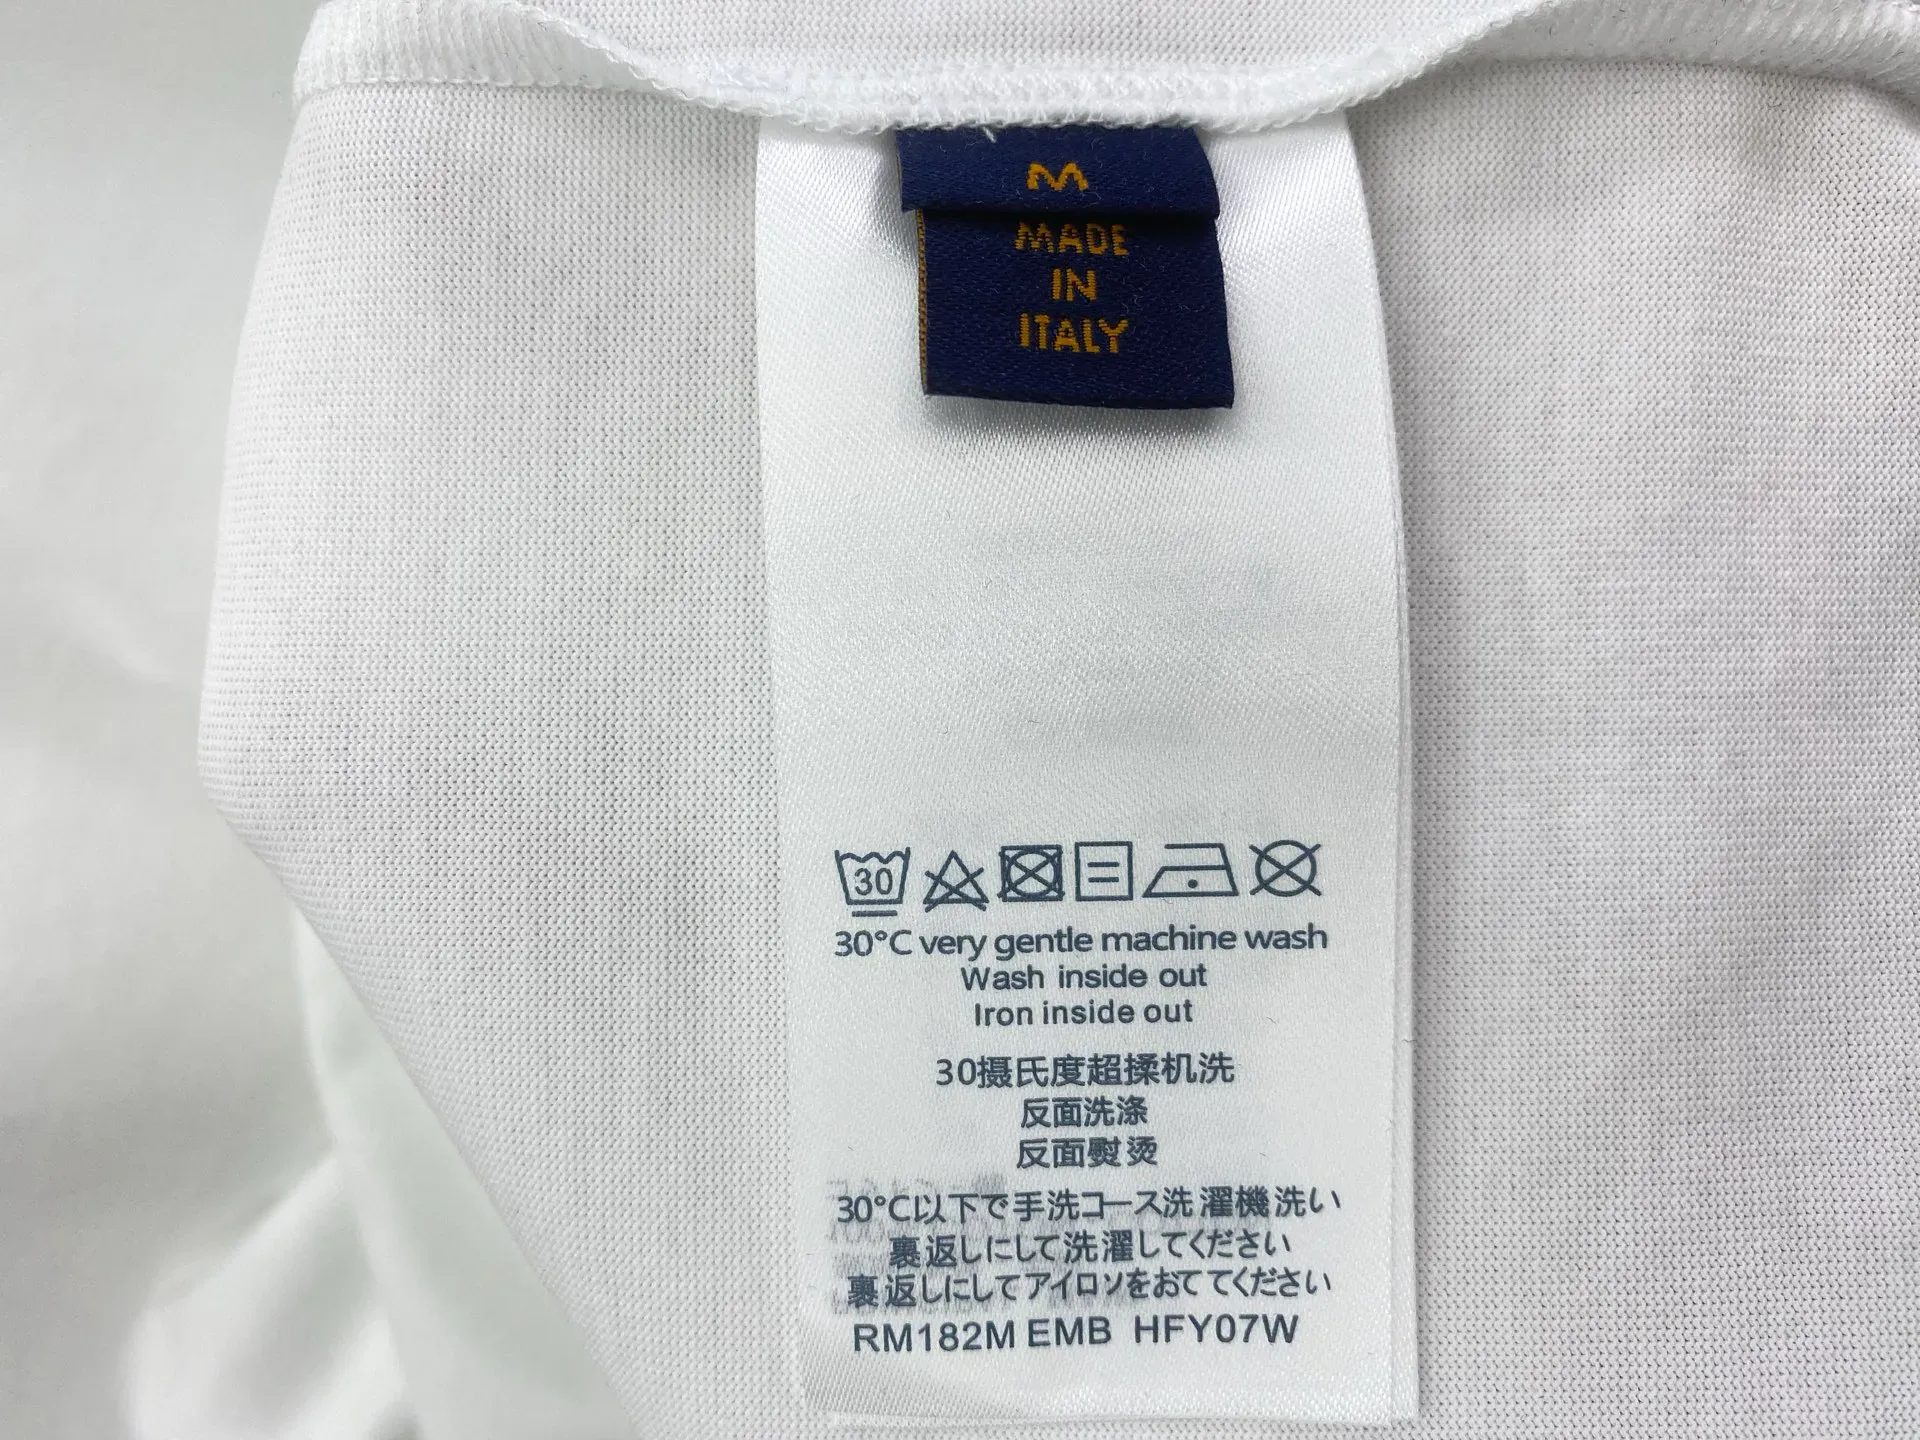 M
MADE
IN
ITALY
30
30°C very gentle machine wash
Wash inside out
Iron inside out
30摄氏度超揉机洗
反面洗涤
反面熨烫
30°C以下で手洗コース洗濯機洗い
裏返しにして洗濯してください
裏返しにしてアイロンをおててください
RM182M EMB HFY07W